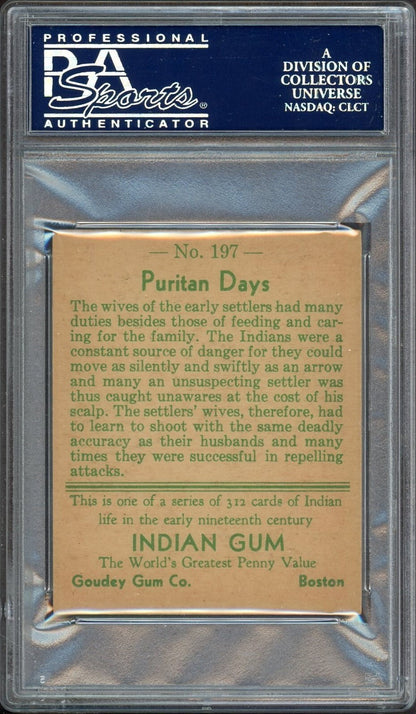 PROFESSIONAL
PSA
Sports®
AUTHENTICATOR
A
DIVISION OF
COLLECTORS
UNIVERSE
NASDAQ: CLCT
— No. 197 —
Puritan Days
The wives of the early settlers had many
duties besides those of feeding and car-
ing for the family. The Indians were a
constant source of danger for they could
move as silently and swiftly as an arrow
and many an unsuspecting settler was
thus caught unawares at the cost of his
scalp. The settlers' wives, therefore, had
to learn to shoot with the same deadly
accuracy as their husbands and many
times they were successful in repelling
attacks.
This is one of a series of 312 cards of Indian
life in the early nineteenth century
INDIAN GUM
The World's Greatest Penny Value
Goudey Gum Co. Boston
2